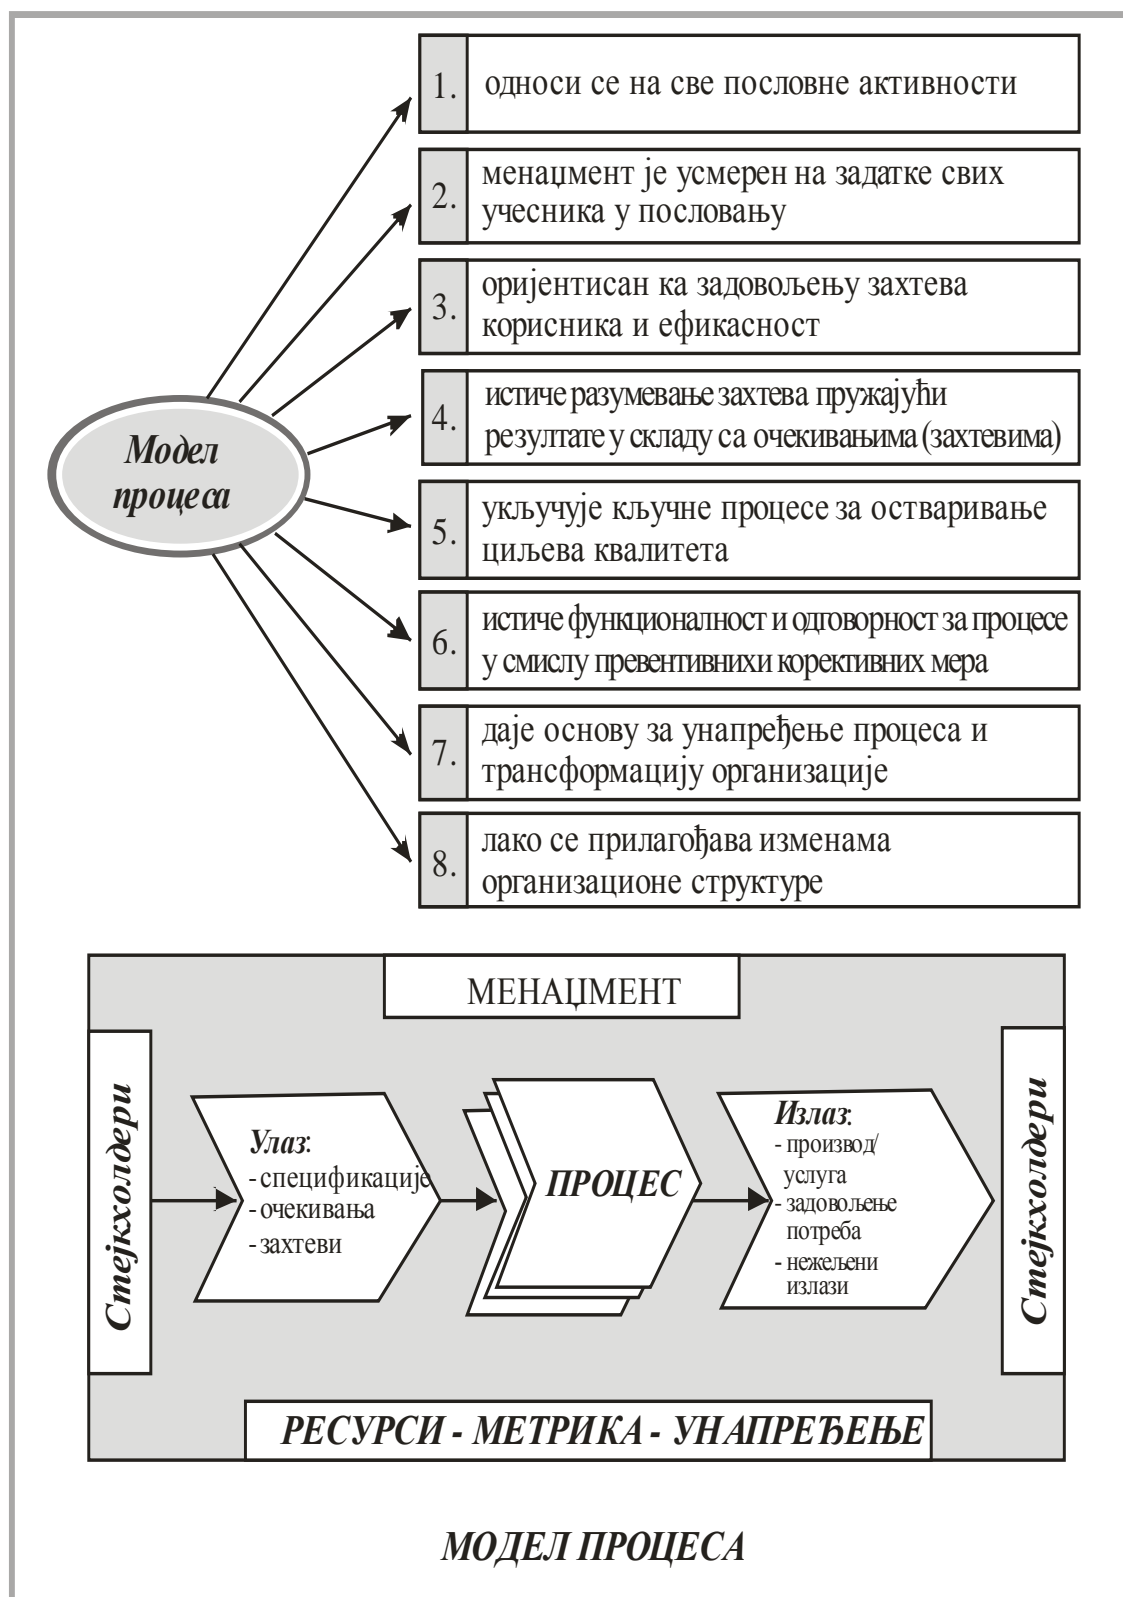 Модел
процеса
1. односи се на све пословне активности
2. менаџмент је усмерен на задатке свих
учесника у пословању
3. оријентисан ка задовољењу захтева
корисника и ефикасност
4. истиче разумевање захтева пружајући
резултате у складу са очекивањима (захтевима)
5. укључује кључне процесе за остваривање
циљева квалитета
6. истиче функционалност и одговорност за процесе
у смислу превентивнихи корективних мера
7. даје основу за унапређење процеса и
трансформацију организације
8. лако се прилагођава изменама
организационе структуре
МЕНАЏМЕНТ
Стејкхолдери
Улаз:
- спецификације
- очекивања
- захтеви
ПРОЦЕС
Излаз:
- производ/
услуга
- задовољење
потреба
- нежељени
излази
Стејкхолдери
РЕСУРСИ - МЕТРИКА - УНАПРЕЂЕЊЕ
МОДЕЛ ПРОЦЕСА